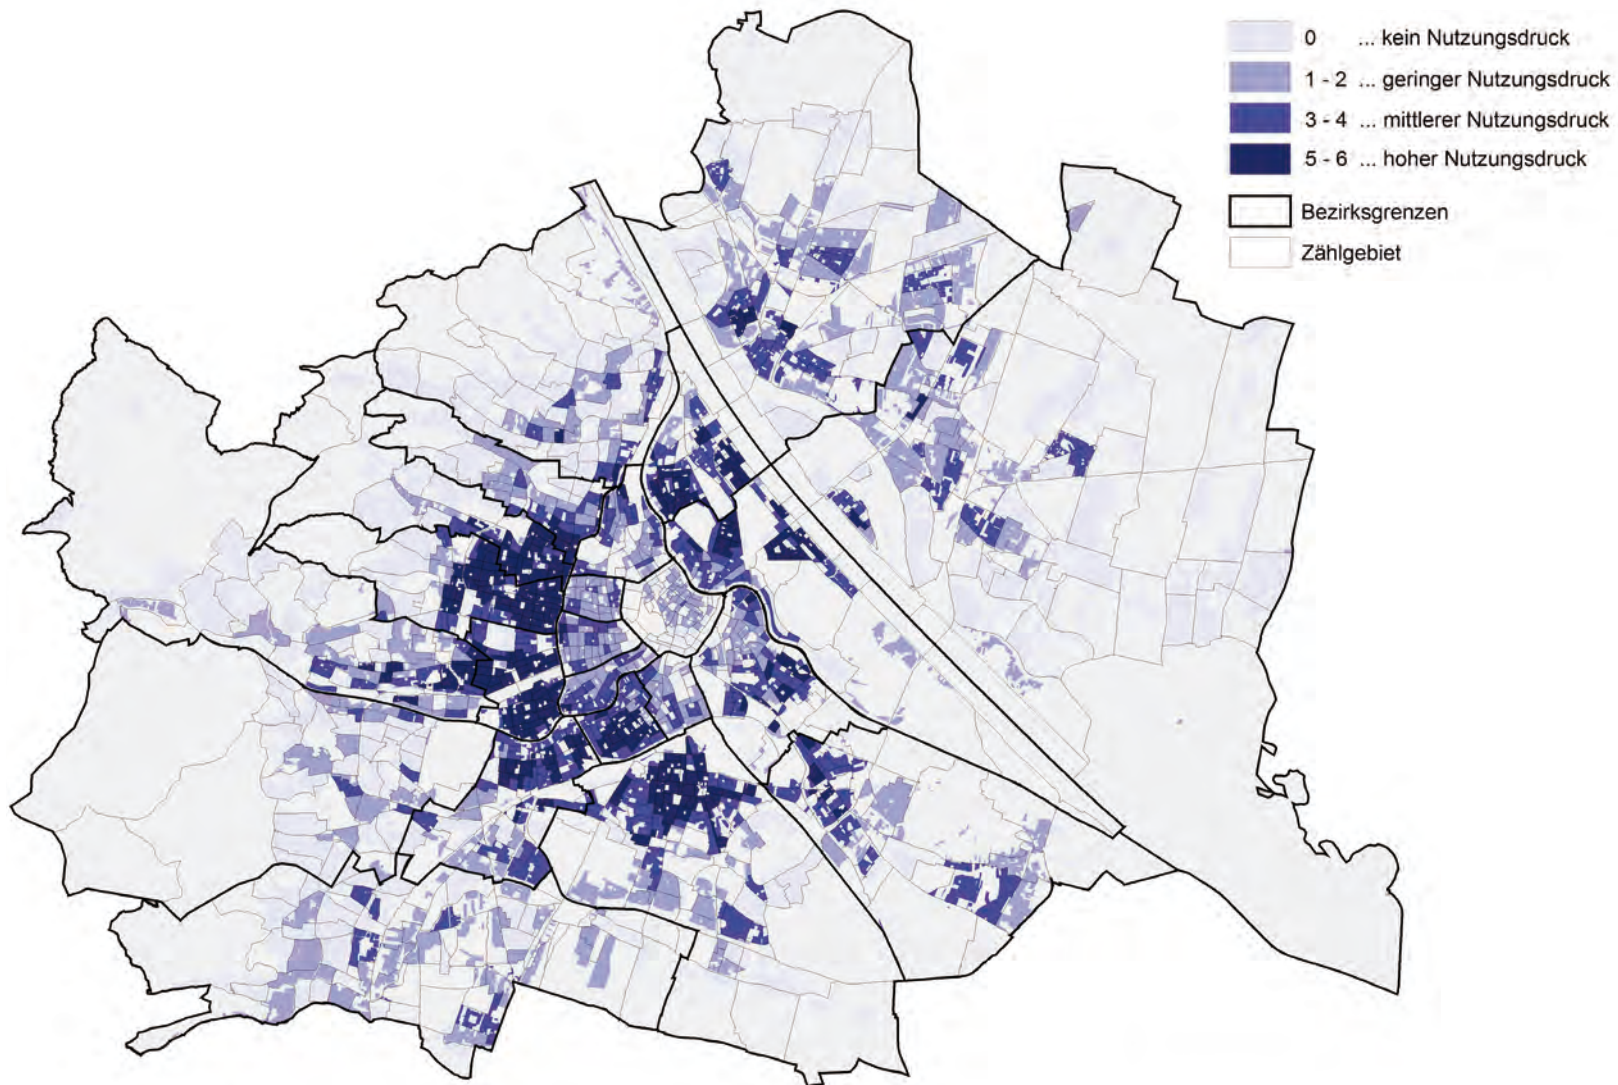 0 ... kein Nutzungsdruck
1 - 2 ... geringer Nutzungsdruck
3 - 4 ... mittlerer Nutzungsdruck
5 - 6 ... hoher Nutzungsdruck
Bezirksgrenzen
Zählgebiet